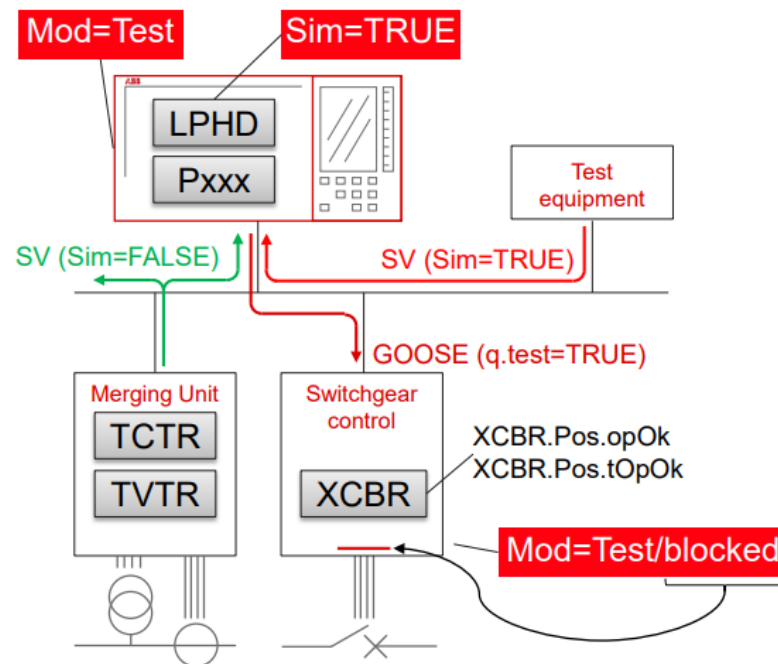 Mod=Test
Sim=TRUE
ABB
LPHD
Pxxx
Test
equipment
SV (Sim=FALSE)
SV (Sim=TRUE)
GOOSE (q.test=TRUE)
Merging Unit
TCTR
TVTR
Switchgear
control
XCBR
XCBR.Pos.opOk
XCBR.Pos.tOpOk
Mod=Test/blocked